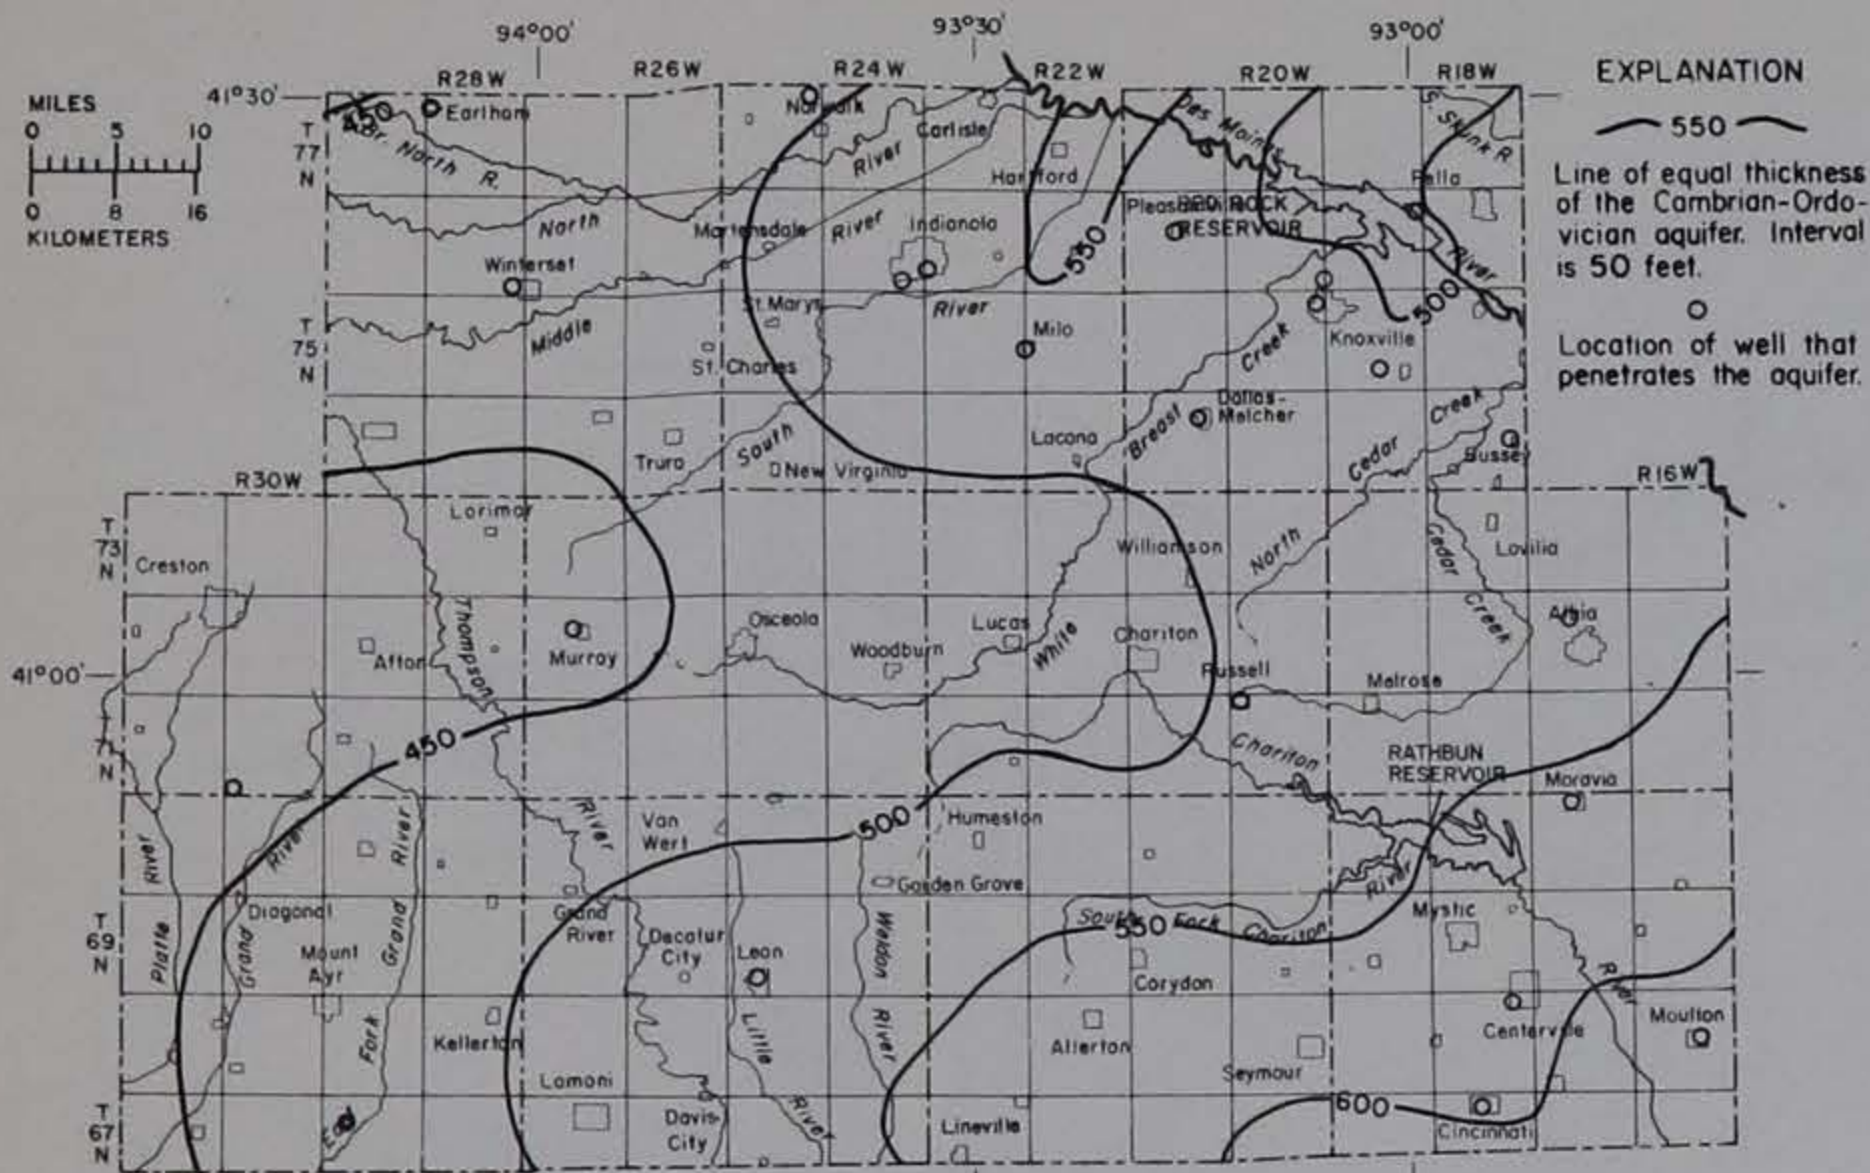 94°00'
93°30'
93°00'
R28W
R26W
R24W
R22W
R20W
R18W
EXPLANATION
MILES
0 5 10
0 8 16
KILOMETERS
41°30'
T
77
N
450
Earlham
Norwalk
Carlisle
Des Moines
S. Skunk R.
550
Line of equal thickness
of the Cambrian-Ordo-
vician aquifer. Interval
is 50 feet.
Location of well that
penetrates the aquifer.
Br. North R.
River
Hartford
Pella
North
Martensdale
River
Indianola
Pleasantville
RED ROCK
RESERVOIR
550
River
Winterset
Middle
St. Marys
River
Milo
Creek
Knoxville
500
T
75
N
St. Charles
Dallas-
Melcher
Creek
Truro
South
New Virginia
Lacona
Breast
Cedar
Bussey
R30W
R16W
T
73
N
Creston
Lorimor
Williamson
North
Cedar
Creek
Lovilia
Thompson
Osceola
Woodburn
Lucas
White
Chariton
Albia
41°00'
Afton
Murray
Russell
Melrose
T
71
N
450
Chariton
RATHBUN
RESERVOIR
Moravia
River
River
River
River
Van
Wert
500
Humeston
Garden Grove
River
T
69
N
Platte
Diagonal
Grand
Mount
Ayr
Grand
Grand
River
Decatur
City
Leon
Weldon
River
South Fork Chariton
550
Corydon
Mystic
River
Fork
Kellerton
Little
Allerton
Seymour
Centerville
Moulton
Lamoni
T
67
N
East
Davis
City
River
Lineville
600
Cincinnati